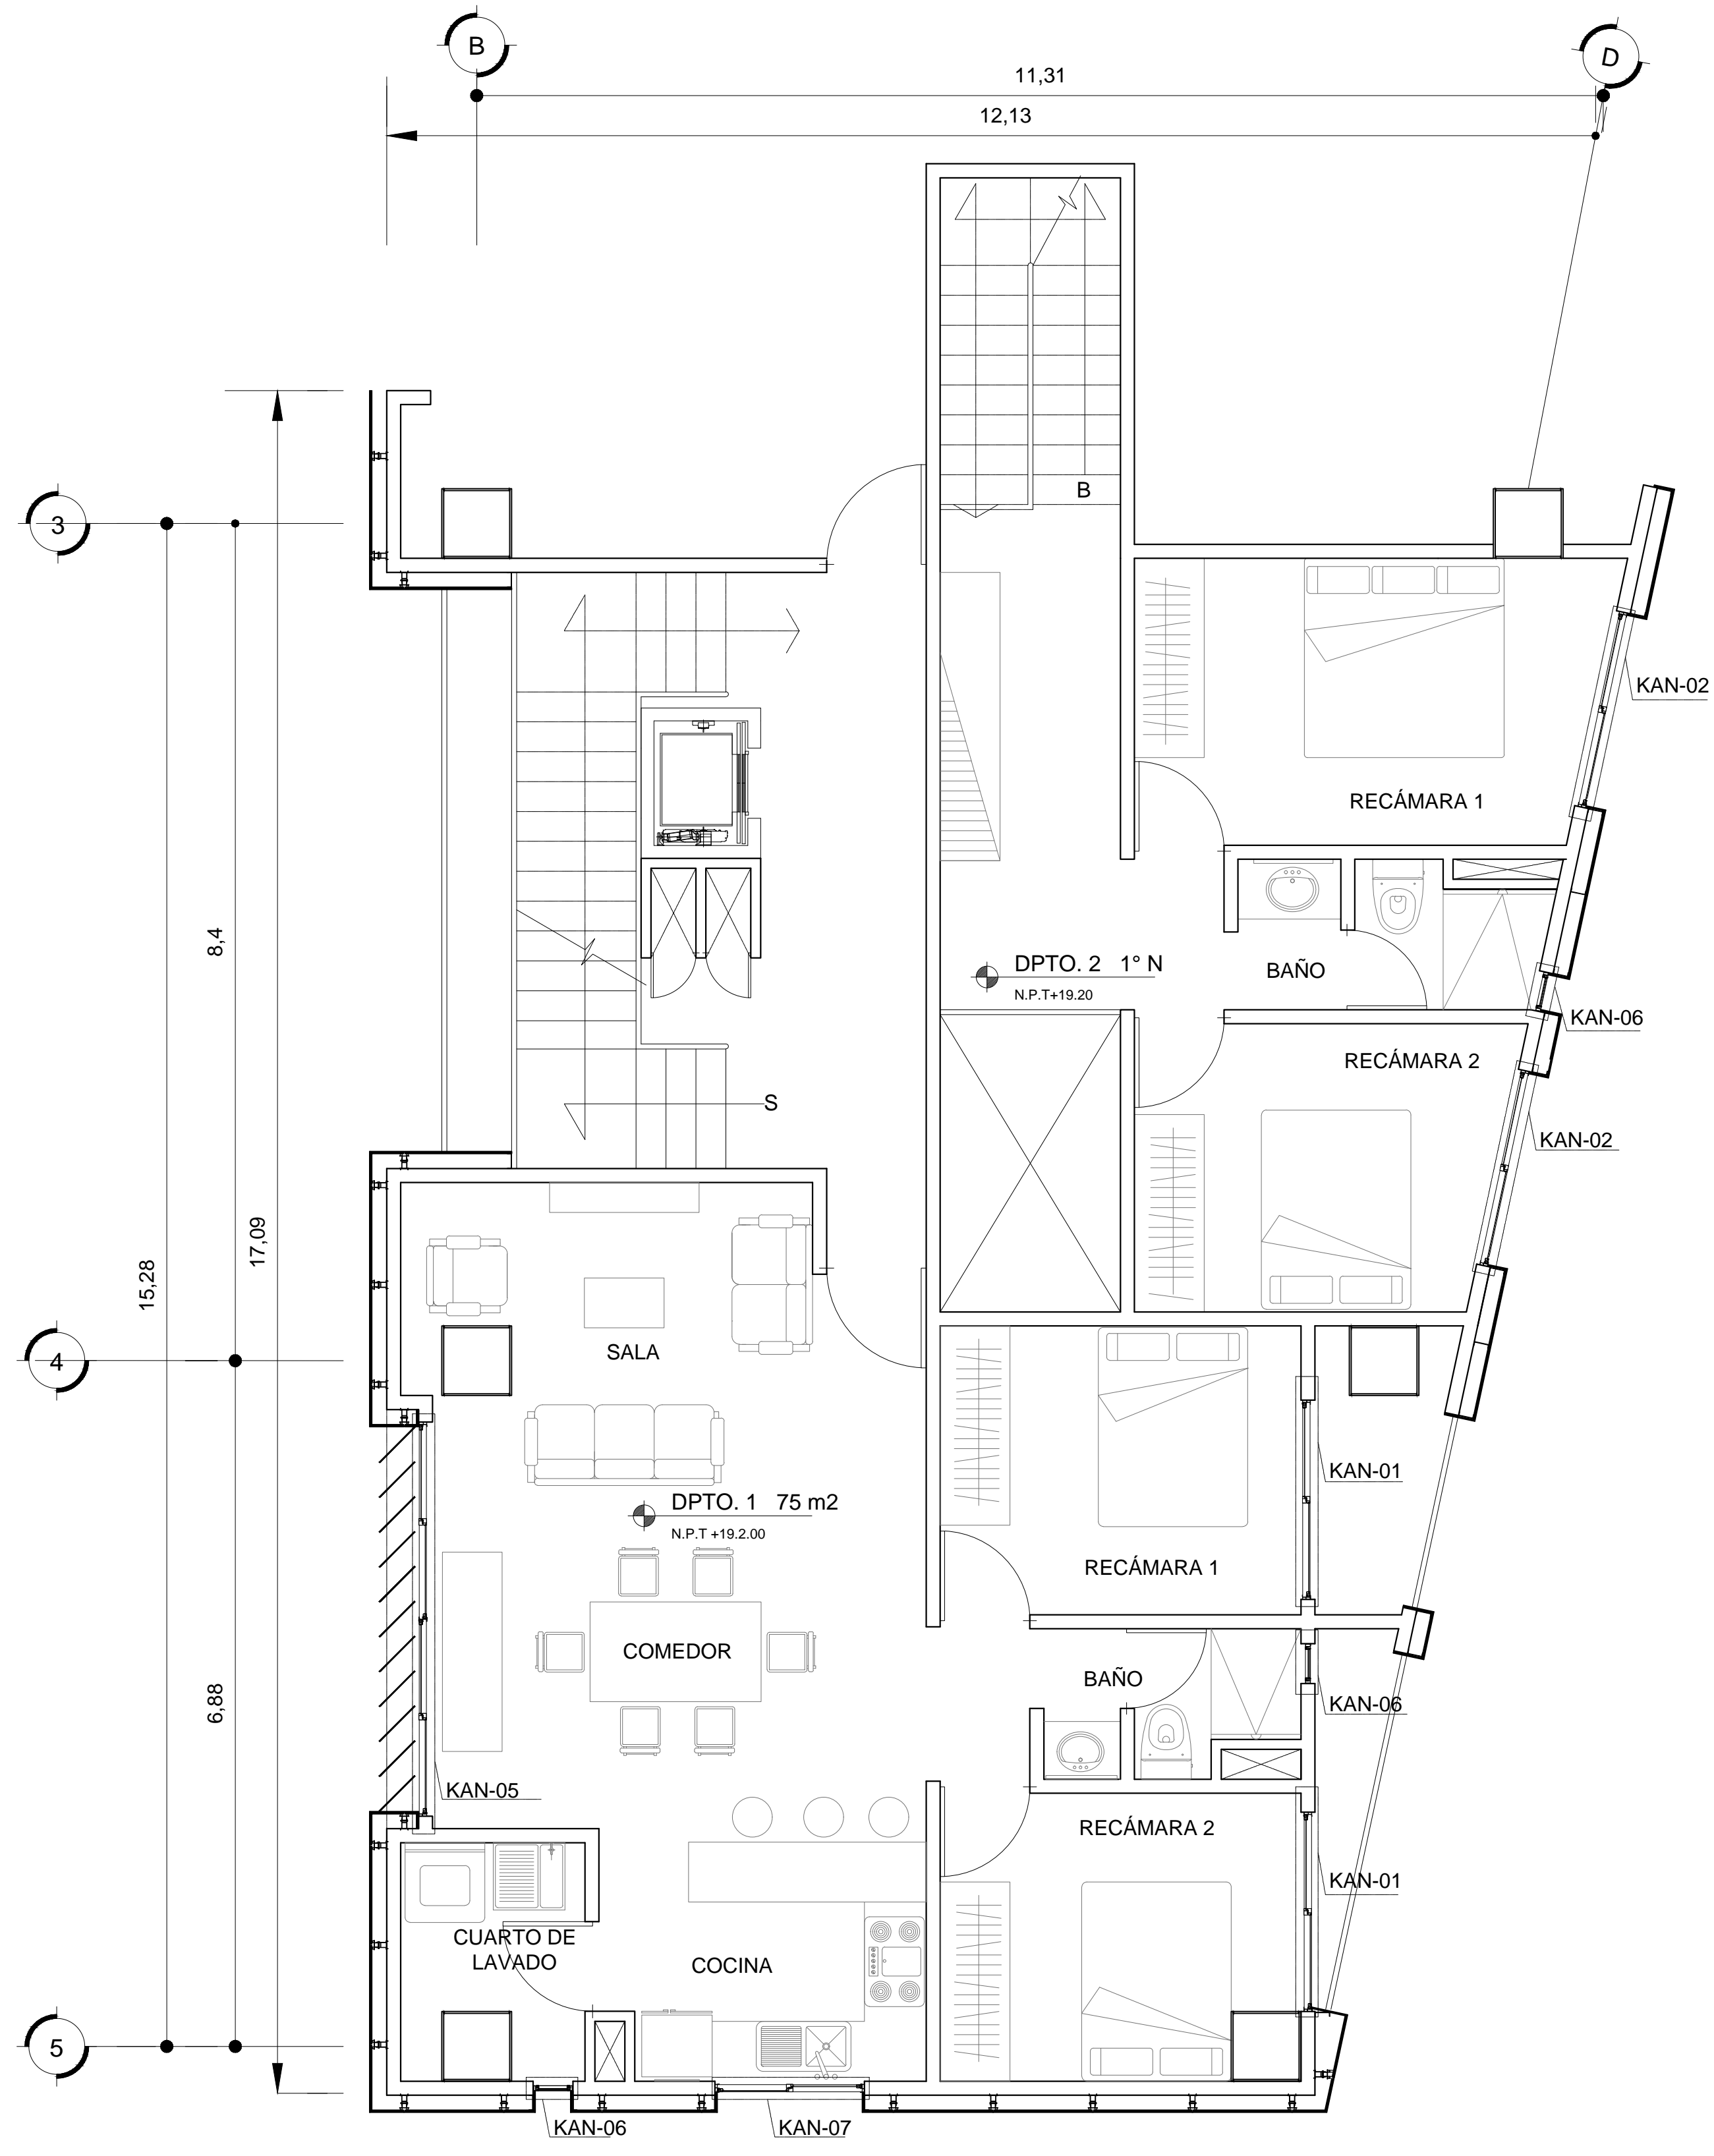 B
D
11,31
12,13
3
B
KAN-02
RECÁMARA 1
8,4
DPTO. 2 1° N
N.P.T+19.20
BAÑO
KAN-06
RECÁMARA 2
S
KAN-02
17,09
15,28
4
SALA
KAN-01
DPTO. 1 75 m2
N.P.T +19.2.00
RECÁMARA 1
COMEDOR
BAÑO
6,88
KAN-06
KAN-05
RECÁMARA 2
KAN-01
CUARTO DE
LAVADO
COCINA
5
KAN-06
KAN-07